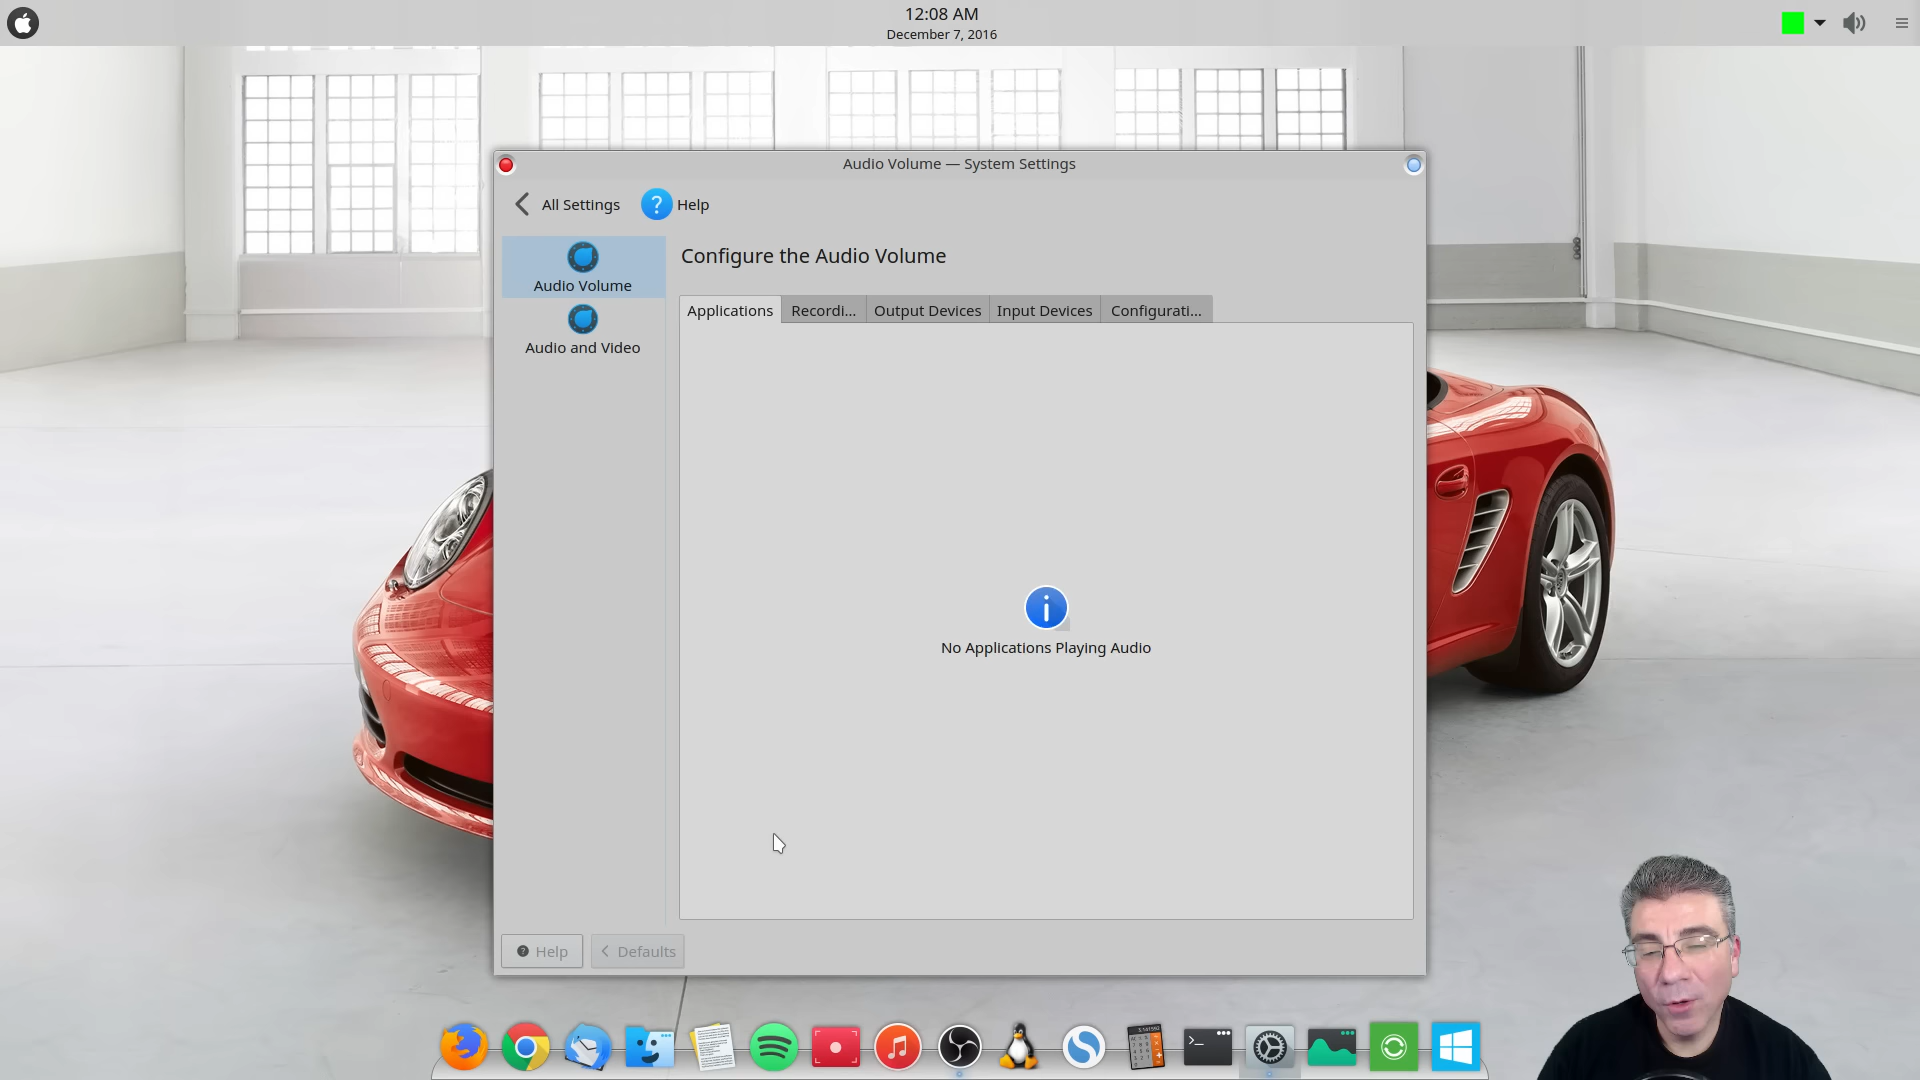 12:08 AM
December 7, 2016
Audio Volume — System Settings
All Settings
? Help
Audio Volume
Audio and Video
Configure the Audio Volume
Applications
Recordi...
Output Devices
Input Devices
Configurati...
No Applications Playing Audio
Help
Defaults